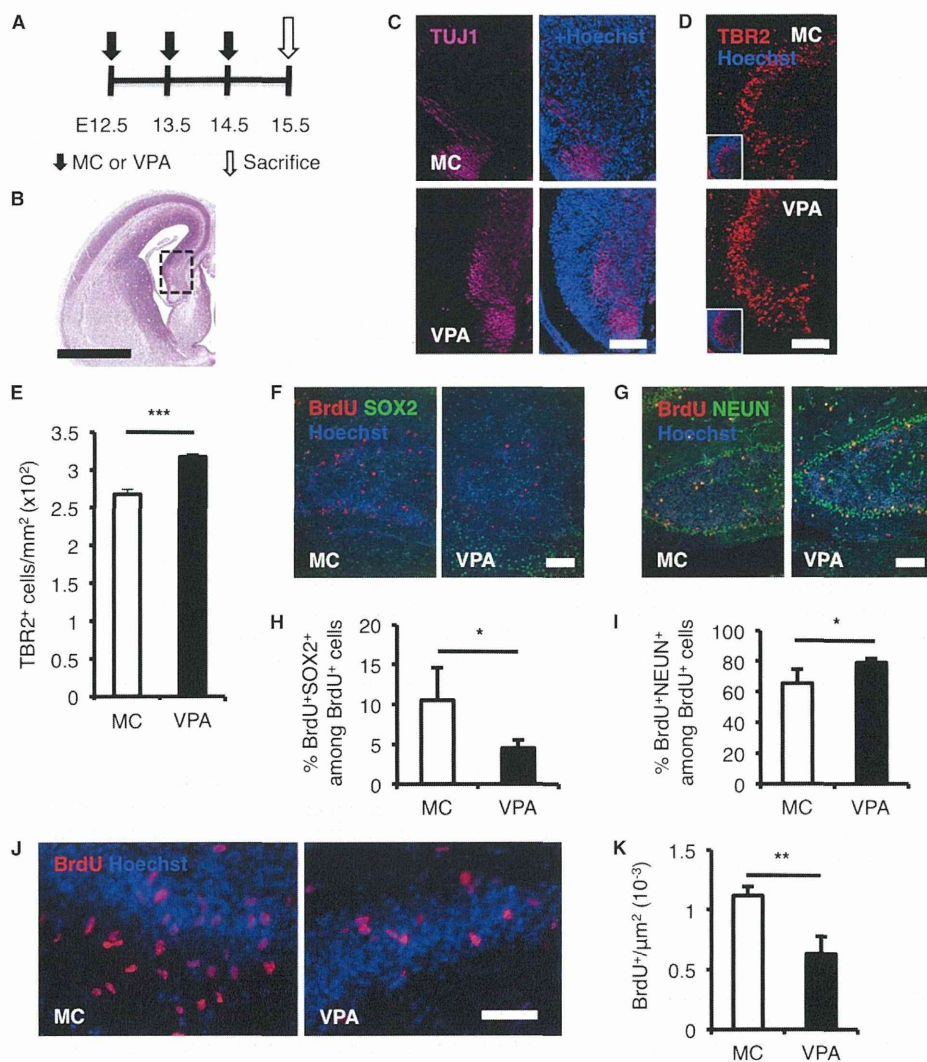 A
E12.5 13.5 14.5 15.5
MC or VPA Sacrifice
B
C
TUJ1 +Hoechst
MC
VPA
D
TBR2 MC
Hoechst
VPA
E
***
3.5
3
2.5
2
1.5
1
0.5
0
TBR2⁺ cells/mm² (x10²)
MC VPA
F
BrdU SOX2
Hoechst
MC VPA
G
BrdU NEUN
Hoechst
MC VPA
H
*
20
15
10
5
0
% BrdU⁺SOX2⁺
among BrdU⁺ cells
MC VPA
I
*
100
80
60
40
20
0
% BrdU⁺NEUN⁺
among BrdU⁺ cells
MC VPA
J
BrdU Hoechst
MC VPA
K
**
1.5
1
0.5
0
BrdU⁺/µm² (10⁻³)
MC VPA